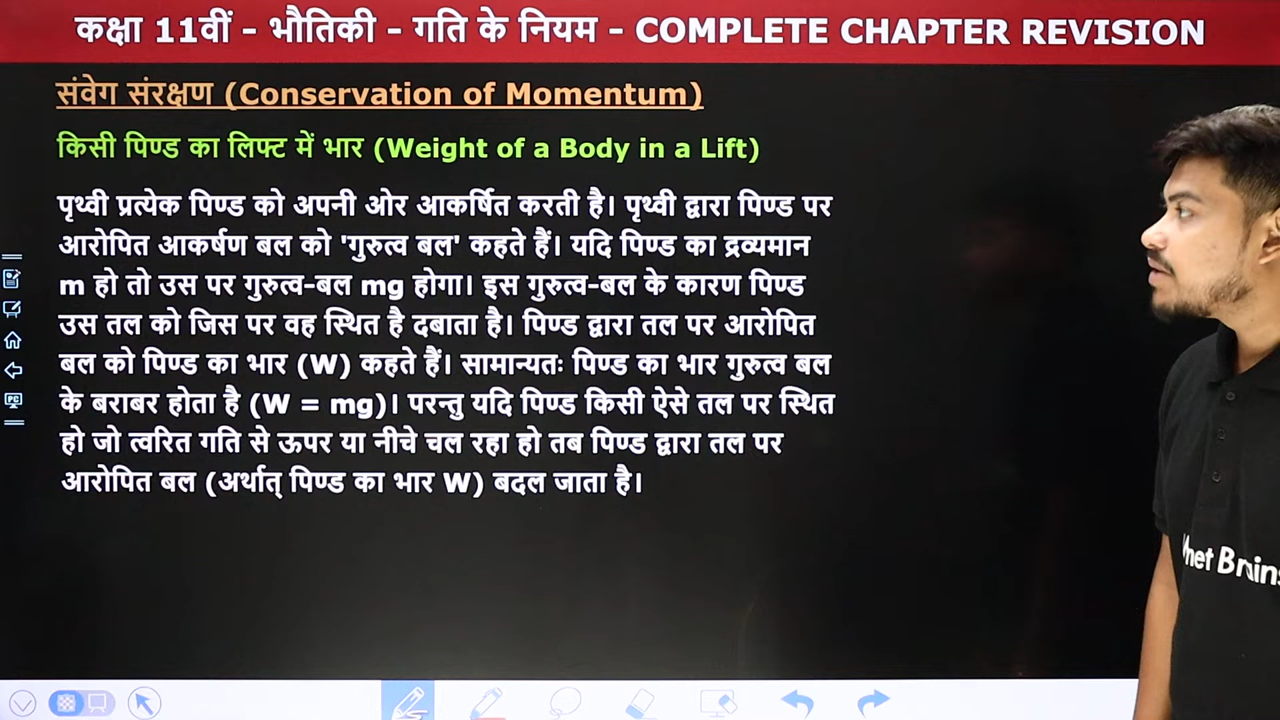 कक्षा 11वीं - भौतिकी - गति के नियम - COMPLETE CHAPTER REVISION
संवेग संरक्षण (Conservation of Momentum)
किसी पिण्ड का लिफ्ट में भार (Weight of a Body in a Lift)
पृथ्वी प्रत्येक पिण्ड को अपनी ओर आकर्षित करती है। पृथ्वी द्वारा पिण्ड पर
आरोपित आकर्षण बल को 'गुरुत्व बल' कहते हैं। यदि पिण्ड का द्रव्यमान
m हो तो उस पर गुरुत्व-बल mg होगा। इस गुरुत्व-बल के कारण पिण्ड
उस तल को जिस पर वह स्थित है दबाता है। पिण्ड द्वारा तल पर आरोपित
बल को पिण्ड का भार (W) कहते हैं। सामान्यतः पिण्ड का भार गुरुत्व बल
के बराबर होता है (W = mg)। परन्तु यदि पिण्ड किसी ऐसे तल पर स्थित
हो जो त्वरित गति से ऊपर या नीचे चल रहा हो तब पिण्ड द्वारा तल पर
आरोपित बल (अर्थात् पिण्ड का भार W) बदल जाता है।
PC